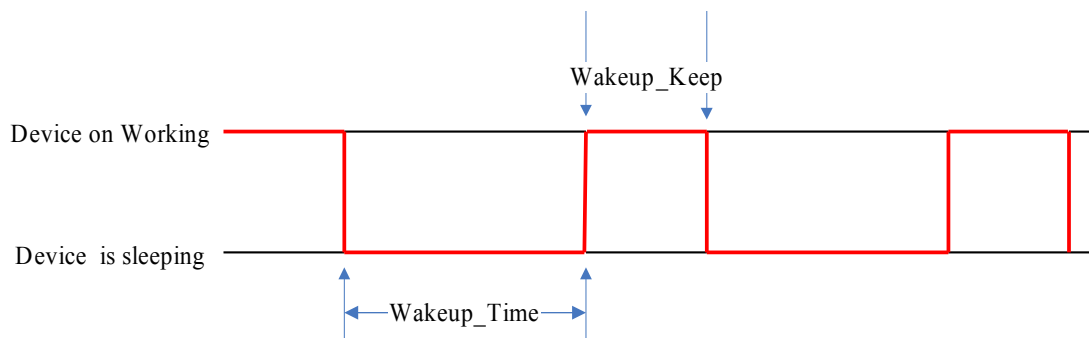 Wakeup_Keep
Device on Working
Device is sleeping
Wakeup_Time